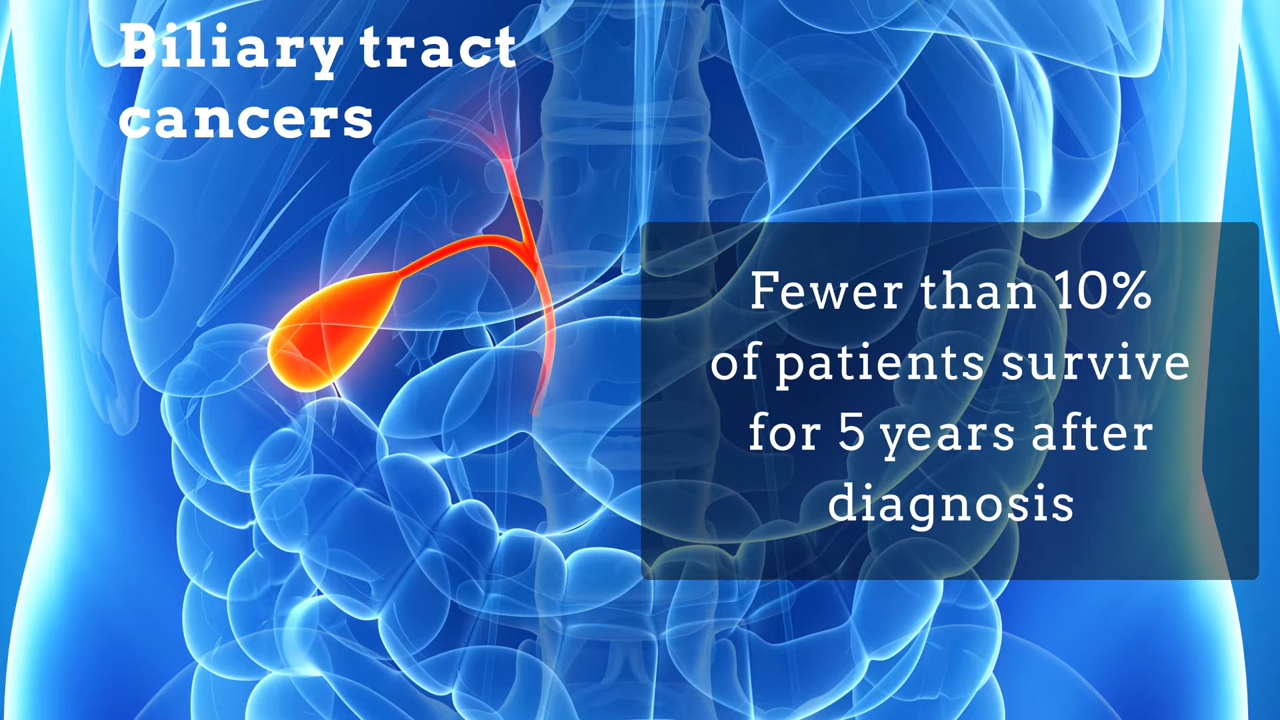 Biliary tract
cancers
Fewer than 10%
of patients survive
for 5 years after
diagnosis